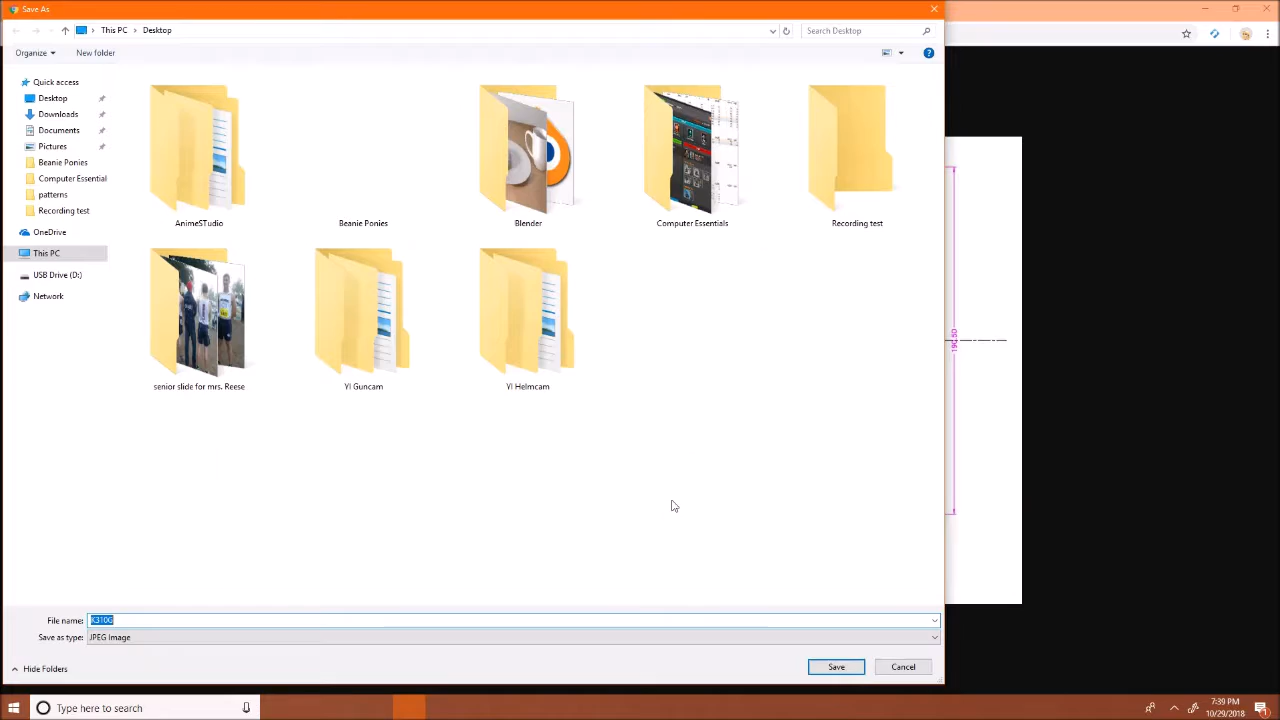 Save As
This PC
Desktop
Search Desktop
Organize
New folder
Quick access
Desktop
Downloads
Documents
Pictures
Beanie Ponies
Computer Essential
patterns
Recording test
OneDrive
This PC
USB Drive (D:)
Network
AnimeSTudio
Beanie Ponies
Blender
Computer Essentials
Recording test
senior slide for mrs. Reese
YI Guncam
YI Helmcam
File name: K310G
Save as type: JPEG Image
Hide Folders
Save
Cancel
Type here to search
7:39 PM
10/29/2018